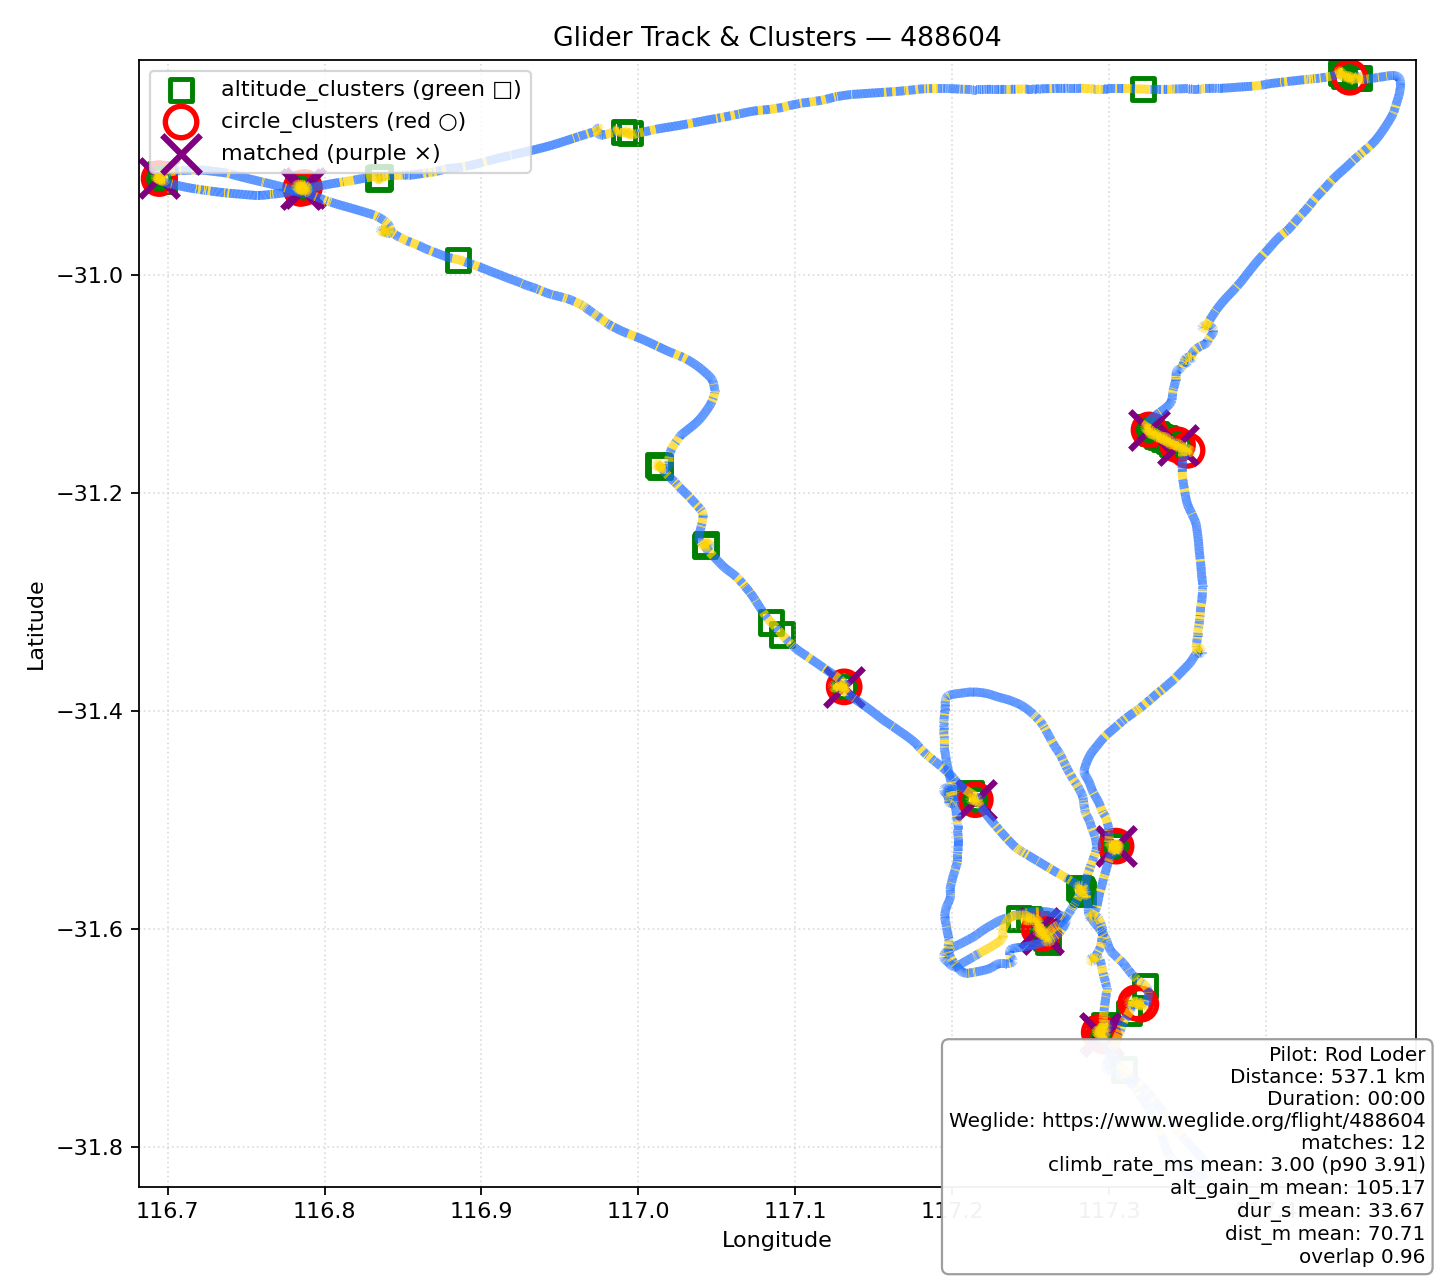 Glider Track & Clusters — 488604
altitude_clusters (green □)
circle_clusters (red ○)
matched (purple ×)
Latitude
−31.0
−31.2
−31.4
−31.6
−31.8
116.7 116.8 116.9 117.0 117.1 117.2 117.3
Longitude
Pilot: Rod Loder
Distance: 537.1 km
Duration: 00:00
Weglide: https://www.weglide.org/flight/488604
matches: 12
climb_rate_ms mean: 3.00 (p90 3.91)
alt_gain_m mean: 105.17
dur_s mean: 33.67
dist_m mean: 70.71
overlap 0.96